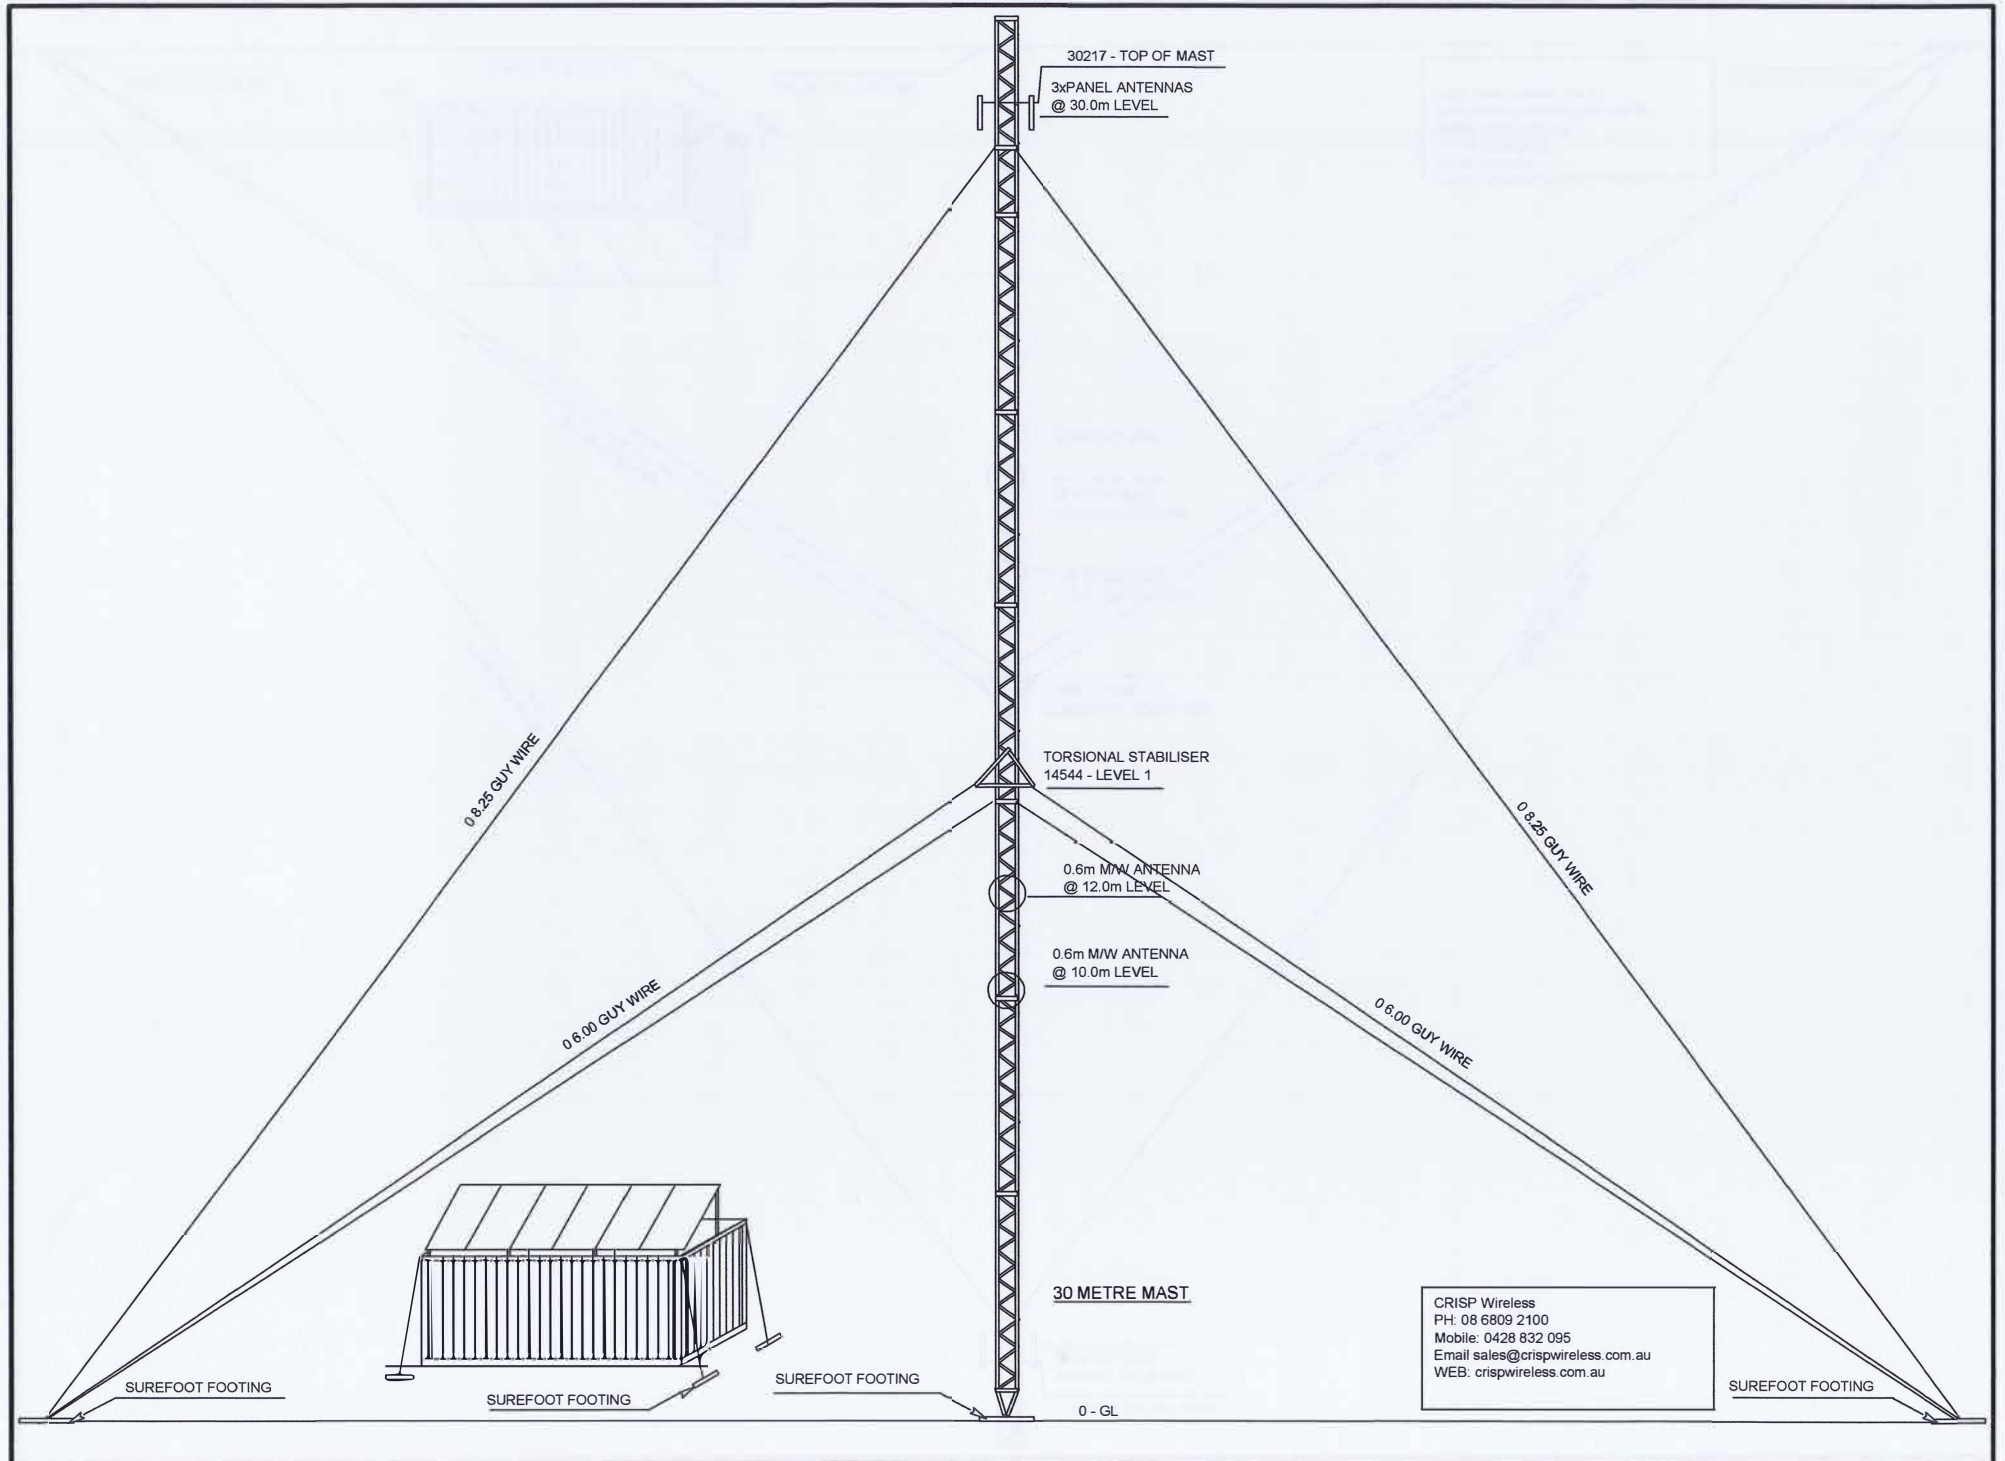 30217 - TOP OF MAST
3xPANEL ANTENNAS
@ 30.0m LEVEL
0 8.25 GUY WIRE
0 8.25 GUY WIRE
TORSIONAL STABILISER
14544 - LEVEL 1
0.6m M/W ANTENNA
@ 12.0m LEVEL
0.6m M/W ANTENNA
@ 10.0m LEVEL
0 6.00 GUY WIRE
0 6.00 GUY WIRE
30 METRE MAST
CRISP Wireless
PH: 08 6809 2100
Mobile: 0428 832 095
Email sales@crispwireless.com.au
WEB: crispwireless.com.au
SUREFOOT FOOTING
SUREFOOT FOOTING
SUREFOOT FOOTING
SUREFOOT FOOTING
0 - GL